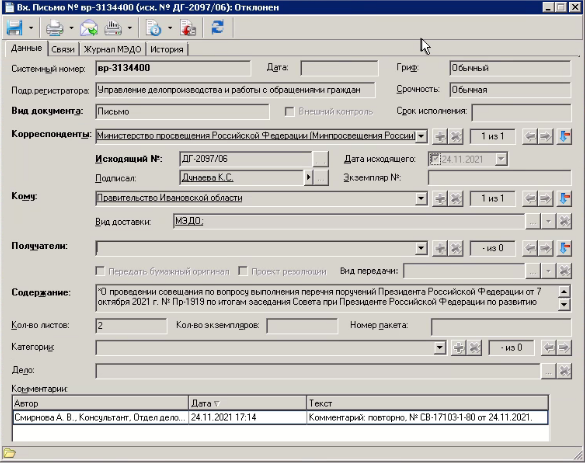 Вх. Письмо № вр-3134400 (исх. № ДГ-2097/06): Отклонен
Данные Связи Журнал МЭДО История
Системный номер: вр-3134400 Дата: Гриф: Обычный
Подр.регистратора: Управление делопроизводства и работы с обращениями граждан Срочность: Обычная
Вид документа: Письмо Внешний контроль Срок исполнения:
Корреспонденты: Министерство просвещения Российской Федерации (Минпросвещения России) 1 из 1
Исходящий №: ДГ-2097/06 Дата исходящего: 24.11.2021
Подписал: Дунаева К.С. Экземпляр №:
Кому: Правительство Ивановской области 1 из 1
Вид доставки: МЭДО;
Получатели: - из 0
Передать бумажный оригинал Проект резолюции Вид передачи:
Содержание: "О проведении совещания по вопросу выполнения перечня поручений Президента Российской Федерации от 7
октября 2021 г. № Пр-1919 по итогам заседания Совета при Президенте Российской Федерации по развитию
Кол-во листов: 2 Кол-во экземпляров: Номер пакета:
Категории: - из 0
Дело:
Комментарии:
Автор Дата Текст
Смирнова А. В., Консультант, Отдел дело... 24.11.2021 17:14 Комментарий: повторно, № СВ-17103-1-80 от 24.11.2021.